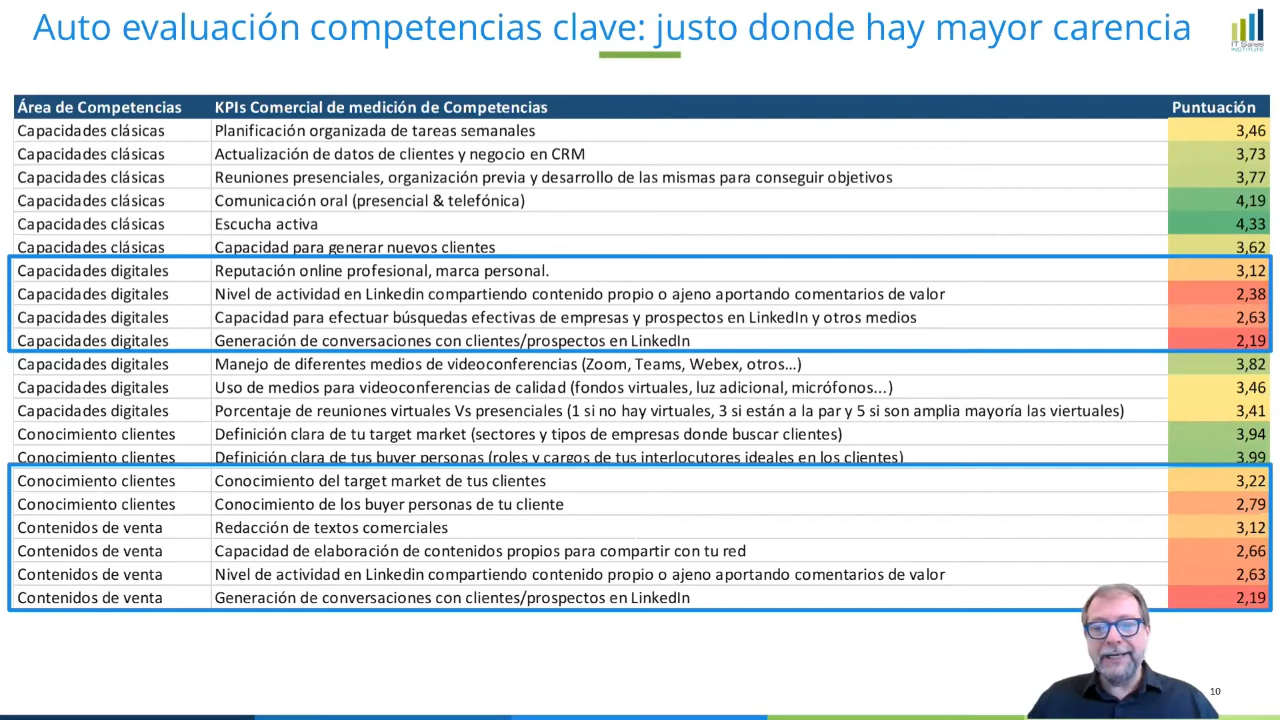 Auto evaluación competencias clave: justo donde hay mayor carencia
IT Sales
INSTITUTE
Área de Competencias KPIs Comercial de medición de Competencias Puntuación
Capacidades clásicas Planificación organizada de tareas semanales 3,46
Capacidades clásicas Actualización de datos de clientes y negocio en CRM 3,73
Capacidades clásicas Reuniones presenciales, organización previa y desarrollo de las mismas para conseguir objetivos 3,77
Capacidades clásicas Comunicación oral (presencial & telefónica) 4,19
Capacidades clásicas Escucha activa 4,33
Capacidades clásicas Capacidad para generar nuevos clientes 3,62
Capacidades digitales Reputación online profesional, marca personal. 3,12
Capacidades digitales Nivel de actividad en Linkedin compartiendo contenido propio o ajeno aportando comentarios de valor 2,38
Capacidades digitales Capacidad para efectuar búsquedas efectivas de empresas y prospectos en LinkedIn y otros medios 2,63
Capacidades digitales Generación de conversaciones con clientes/prospectos en LinkedIn 2,19
Capacidades digitales Manejo de diferentes medios de videoconferencias (Zoom, Teams, Webex, otros...) 3,82
Capacidades digitales Uso de medios para videoconferencias de calidad (fondos virtuales, luz adicional, micrófonos...) 3,46
Capacidades digitales Porcentaje de reuniones virtuales Vs presenciales (1 si no hay virtuales, 3 si están a la par y 5 si son amplia mayoría las viertuales) 3,41
Conocimiento clientes Definición clara de tu target market (sectores y tipos de empresas donde buscar clientes) 3,94
Conocimiento clientes Definición clara de tus buyer personas (roles y cargos de tus interlocutores ideales en los clientes) 3,99
Conocimiento clientes Conocimiento del target market de tus clientes 3,22
Conocimiento clientes Conocimiento de los buyer personas de tu cliente 2,79
Contenidos de venta Redacción de textos comerciales 3,12
Contenidos de venta Capacidad de elaboración de contenidos propios para compartir con tu red 2,66
Contenidos de venta Nivel de actividad en Linkedin compartiendo contenido propio o ajeno aportando comentarios de valor 2,63
Contenidos de venta Generación de conversaciones con clientes/prospectos en LinkedIn 2,19
10